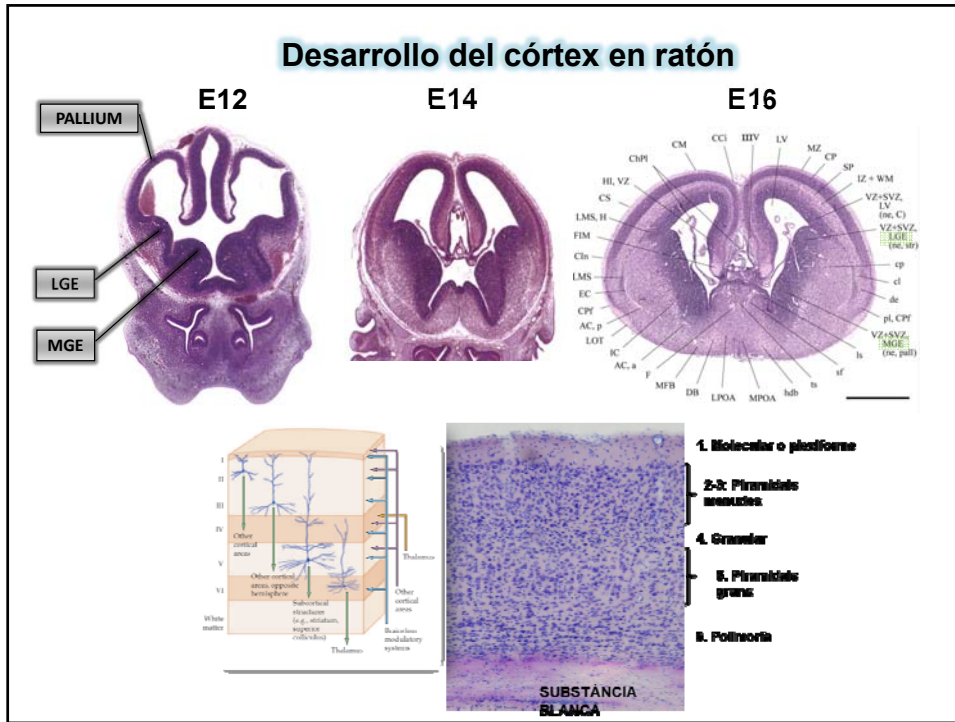 Desarrollo del córtex en ratón
E12
E14
E16
PALLIUM
LGE
MGE
CM
CCi
IIIV
LV
MZ
CP
SP
IZ + WM
VZ+SVZ,
LV
(ne, C)
VZ+SVZ,
LGE
(ne, str)
cp
cl
de
pl, CPf
VZ+SVZ,
MGE
(ne, pall)
ls
sf
ts
hdb
MPOA
LPOA
DB
MFB
F
AC, a
IC
LOT
AC, p
CPf
EC
LMS
CIn
FIM
LMS, H
CS
HI, VZ
ChPl
I
II
III
IV
V
VI
White
matter
Other
cortical
areas
Other cortical
areas, opposite
hemisphere
Subcortical
structures
(e.g., striatum,
superior
colliculus)
Thalamus
Thalamus
Other
cortical
areas
Brainstem
modulatory
systems
1. Molecular o plexiforme
2-3: Piramidals
menudes
4. Granular
5. Piramidals
grans
6. Polimorfa
SUBSTÀNCIA
BLANCA